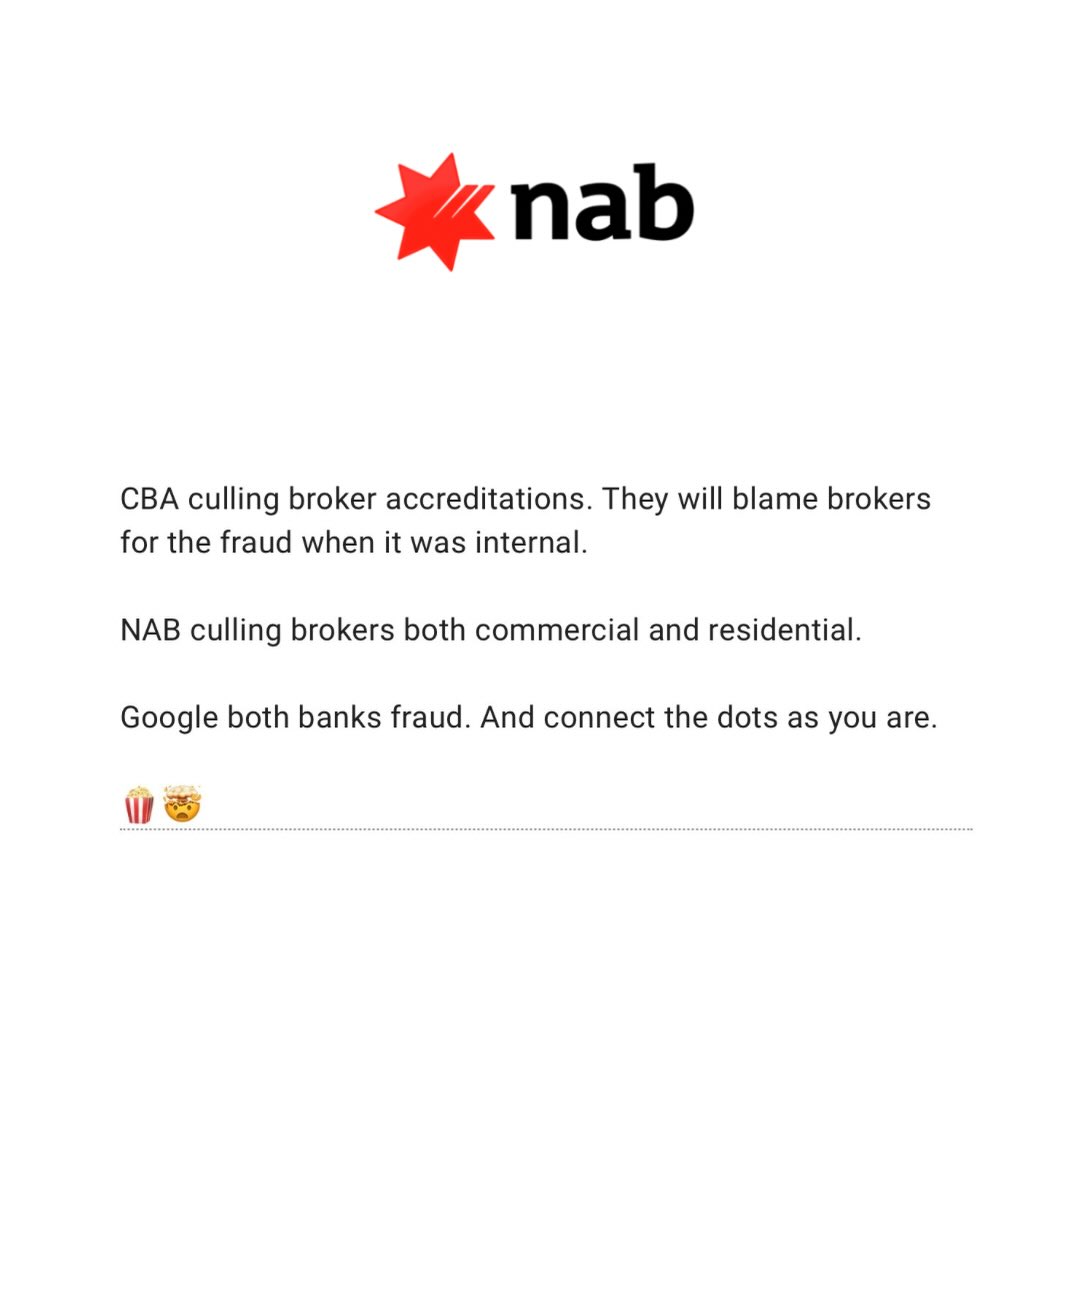 nab
CBA culling broker accreditations. They will blame brokers
for the fraud when it was internal.
NAB culling brokers both commercial and residential.
Google both banks fraud. And connect the dots as you are.
🍿🤯